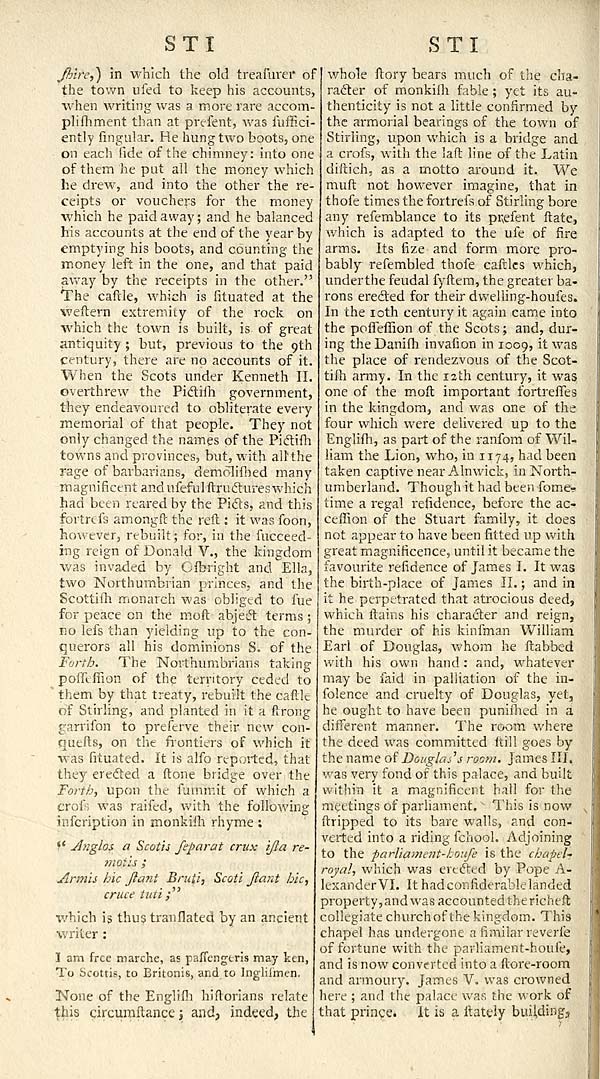 STI
ſhire,) in which the old treaſurer of
the town uſed to keep his accounts,
when writing was a more rare accom-
pliſhment than at preſent, was ſuffici-
ently ſingular. He hung two boots, one
on each ſide of the chimney: into one
of them he put all the money which
he drew, and into the other the re-
ceipts or vouchers for the money
which he paid away; and he balanced
his accounts at the end of the year by
emptying his boots, and counting the
money left in the one, and that paid
away by the receipts in the other."
The caſtle, which is ſituated at the
weſtern extremity of the rock on
which the town is built, is of great
antiquity; but, previous to the 9th
century, there are no accounts of it.
When the Scots under Kenneth II.
overthrew the Pictiſh government,
they endeavoured to obliterate every
memorial of that people. They not
only changed the names of the Pictiſh
towns and provinces, but, with all the
rage of barbarians, demoliſhed many
magnificent and uſeful ſtructures which
had been reared by the Picts, and this
fortreſs amongſt the reſt: it was ſoon,
however, rebuilt; for, in the ſucceed-
ing reign of Donald V., the kingdom
was invaded by Oſbright and Ella,
two Northumbrian princes, and the
Scottiſh monarch was obliged to ſue
for peace on the moſt abject terms;
no leſs than yielding up to the con-
querors all his dominions S. of the
Forth. The Northumbrians taking
poſſeſſion of the territory ceded to
them by that treaty, rebuilt the caſtle
of Stirling, and planted in it a ſtrong
garriſon to preſerve their new con-
queſts, on the frontiers of which it
was ſituated. It is alſo reported, that
they erected a ſtone bridge over the
Forth, upon the ſummit of which a
croſs was raiſed, with the following
inſcription in monkiſh rhyme:
" Anglos a Scotis ſeparat crux iſta re-
motis;
Armis hic ſtant Bruti, Scoti ſtant hic,
cruce tuti;"
which is thus tranſlated by an ancient
writer:
I am free marche, as paſſengeris may ken,
To Scottis, to Britonis, and to Ingliſmen.
None of the Engliſh hiſtorians relate
this circumſtance; and, indeed, the
STI
whole ſtory bears much of the cha-
racter of monkiſh fable; yet its au-
thenticity is not a little confirmed by
the armorial bearings of the town of
Stirling, upon which is a bridge and
a croſs, with the laſt line of the Latin
diſtich, as a motto around it. We
muſt not however imagine, that in
thoſe times the fortreſs of Stirling bore
any reſemblance to its preſent ſtate,
which is adapted to the uſe of fire
arms. Its ſize and form more pro-
bably reſembled thoſe caſtles which,
under the feudal ſyſtem, the greater ba-
rons erected for their dwelling-houſes.
In the 10th century it again came into
the poſſeſſion of the Scots; and, dur-
ing the Daniſh invaſion in 1009, it was
the place of rendezvous of the Scot-
tiſh army. In the 12th century, it was
one of the moſt important fortreſſes
in the kingdom, and was one of the
four which were delivered up to the
Engliſh, as part of the ranſom of Wil-
liam the Lion, who, in 1174, had been
taken captive near Alnwick, in North-
umberland. Though it had been ſome-
time a regal reſidence, before the ac-
ceſſion of the Stuart family, it does
not appear to have been fitted up with
great magnificence, until it became the
favourite reſidence of James I. It was
the birth-place of James II.; and in
it he perpetrated that atrocious deed,
which ſtains his character and reign,
the murder of his kinſman William
Earl of Douglas, whom he ſtabbed
with his own hand: and, whatever
may be ſaid in palliation of the in-
ſolence and cruelty of Douglas, yet,
he ought to have been puniſhed in a
different manner. The room where
the deed was committed ſtill goes by
the name of Douglas's room. James III.
was very fond of this palace, and built
within it a magnificent hall for the
meetings of parliament. This is now
ſtripped to its bare walls, and con-
verted into a riding ſchool. Adjoining
to the parliament-houſe is the chapel-
royal, which was erected by Pope A-
lexander VI. It had conſiderable landed
property, and was accounted the richeſt
collegiate church of the kingdom. This
chapel has undergone a ſimilar reverſe
of fortune with the parliament-houſe,
and is now converted into a ſtore-room
and armoury. James V. was crowned
here; and the palace was the work of
that prince. It is a ſtately building,